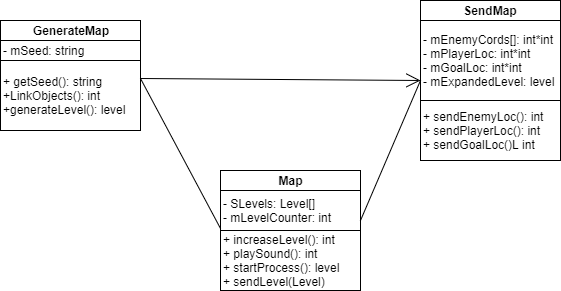 GenerateMap
- mSeed: string
+ getSeed(): string
+LinkObjects(): int
+generateLevel(): level
SendMap
- mEnemyCords[]: int*int
- mPlayerLoc: int*int
- mGoalLoc: int*int
- mExpandedLevel: level
+ sendEnemyLoc(): int
+ sendPlayerLoc(): int
+ sendGoalLoc()L int
Map
- SLevels: Level[]
- mLevelCounter: int
+ increaseLevel(): int
+ playSound(): int
+ startProcess(): level
+ sendLevel(Level)